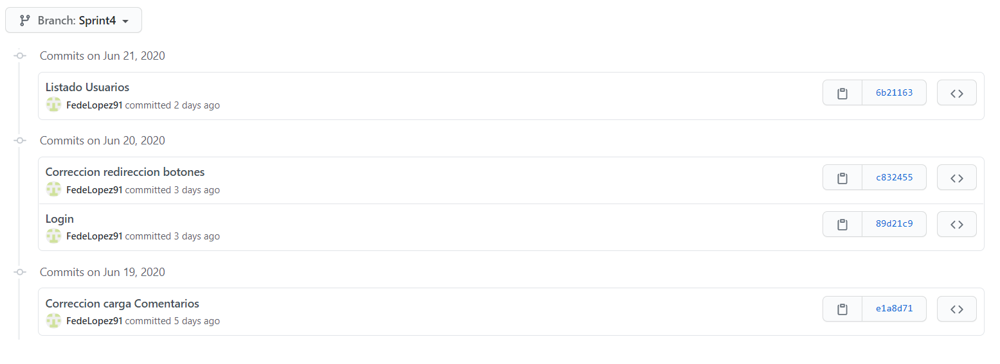 Branch: Sprint4
Commits on Jun 21, 2020
Listado Usuarios
FedeLopez91 committed 2 days ago
6b21163
Commits on Jun 20, 2020
Correccion redireccion botones
FedeLopez91 committed 3 days ago
c832455
Login
FedeLopez91 committed 3 days ago
89d21c9
Commits on Jun 19, 2020
Correccion carga Comentarios
FedeLopez91 committed 5 days ago
e1a8d71